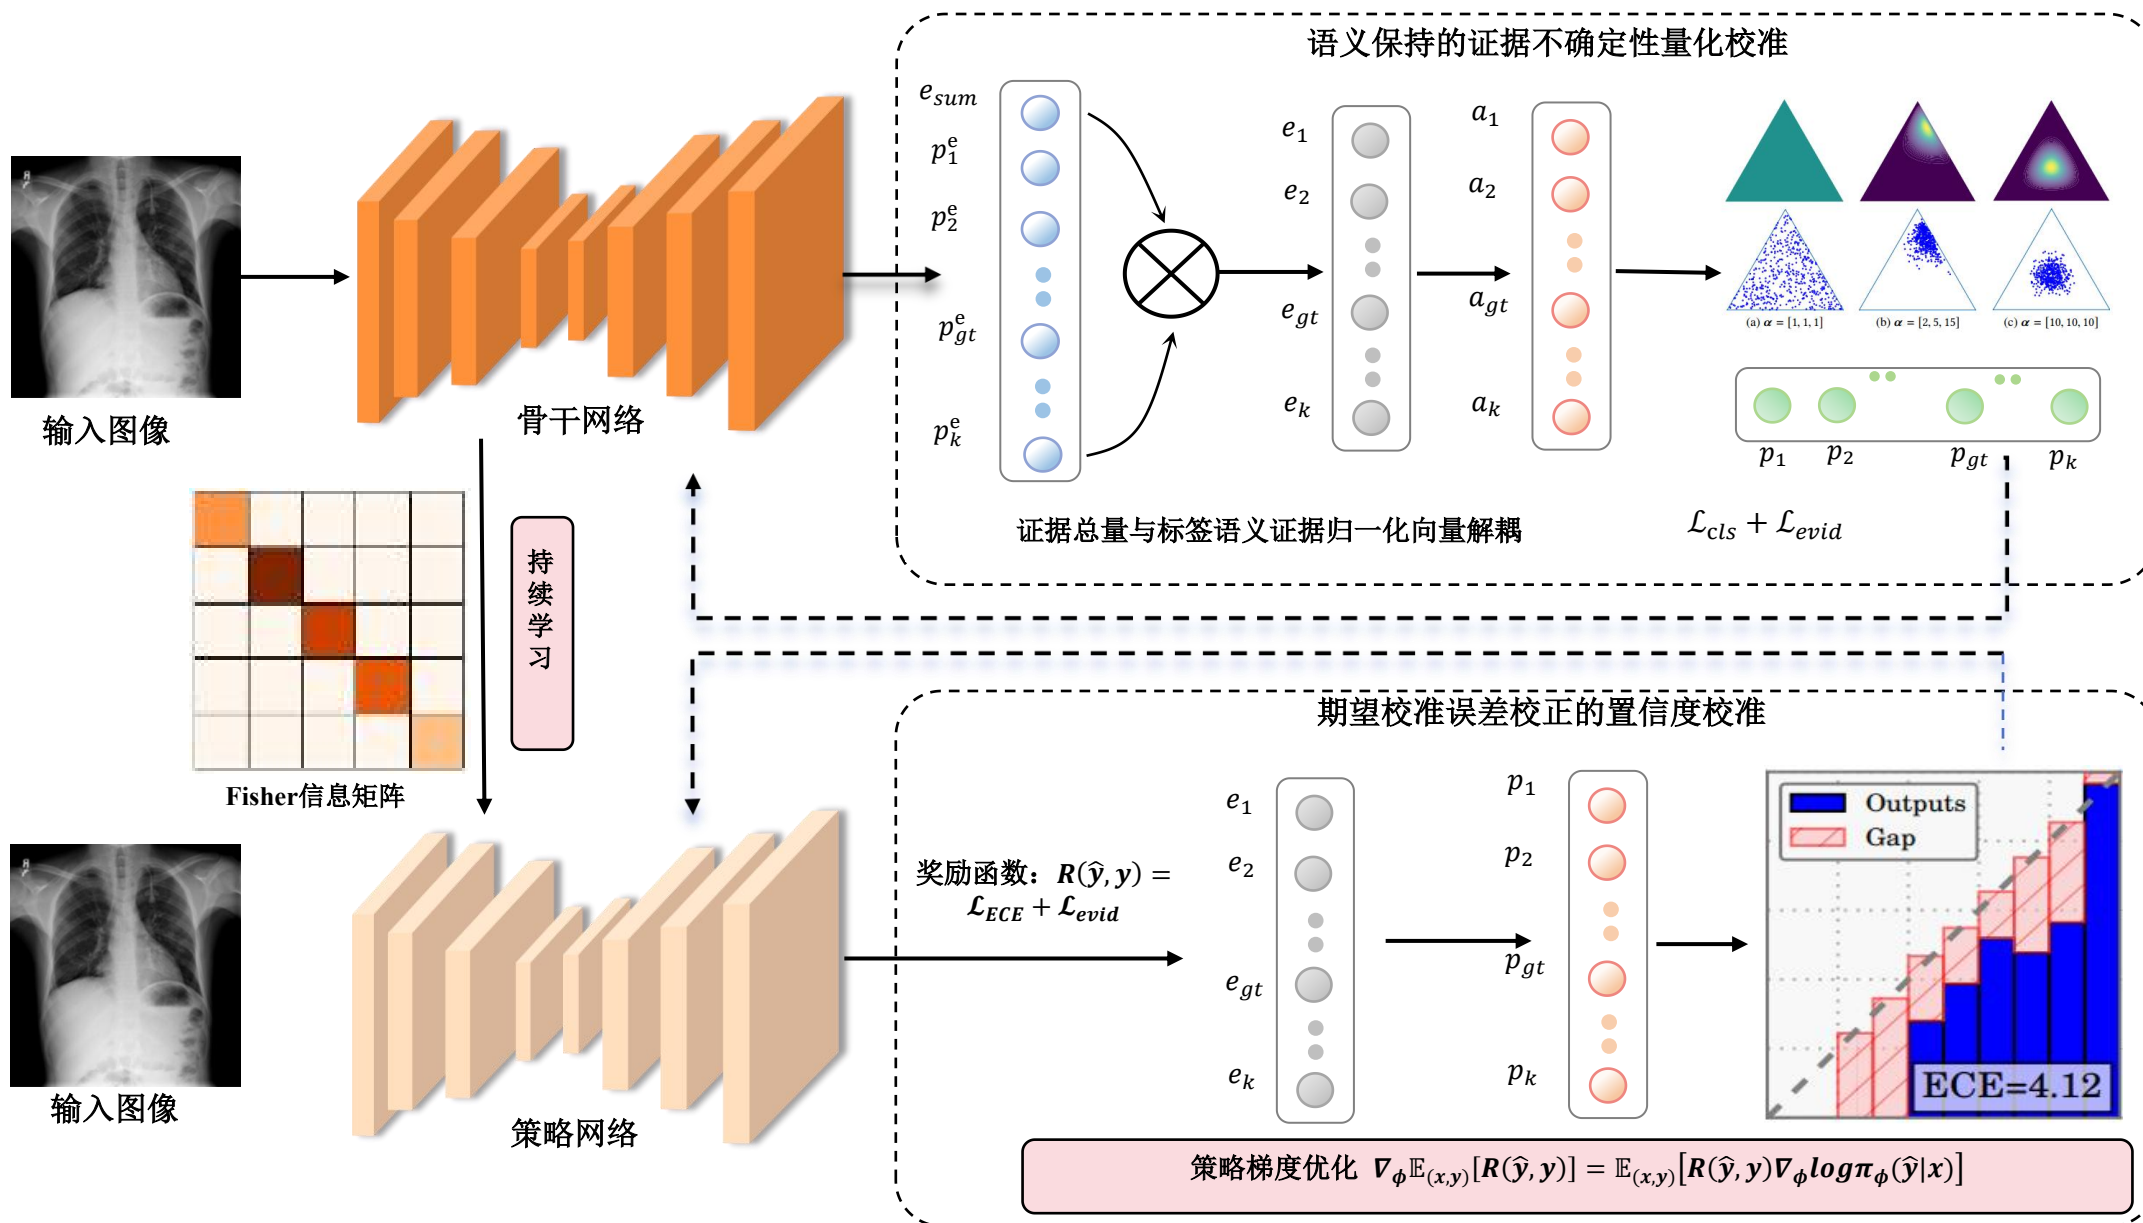 语义保持的证据不确定性量化校准
e_sum
p_1^e
p_2^e
p_gt^e
p_k^e
e_1
e_2
e_gt
e_k
a_1
a_2
a_gt
a_k
(a) α = [1, 1, 1]
(b) α = [2, 5, 15]
(c) α = [10, 10, 10]
p_1
p_2
p_gt
p_k
证据总量与标签语义证据归一化向量解耦
ℒ_cls + ℒ_evid
输入图像
骨干网络
持续学习
Fisher信息矩阵
期望校准误差校正的置信度校准
奖励函数：R(ŷ, y) =
ℒ_ECE + ℒ_evid
e_1
e_2
e_gt
e_k
p_1
p_2
p_gt
p_k
Outputs
Gap
ECE=4.12
输入图像
策略网络
策略梯度优化 ∇_ϕ𝔼_(x,y)[R(ŷ, y)] = 𝔼_(x,y)[R(ŷ, y)∇_ϕlogπ_ϕ(ŷ|x)]